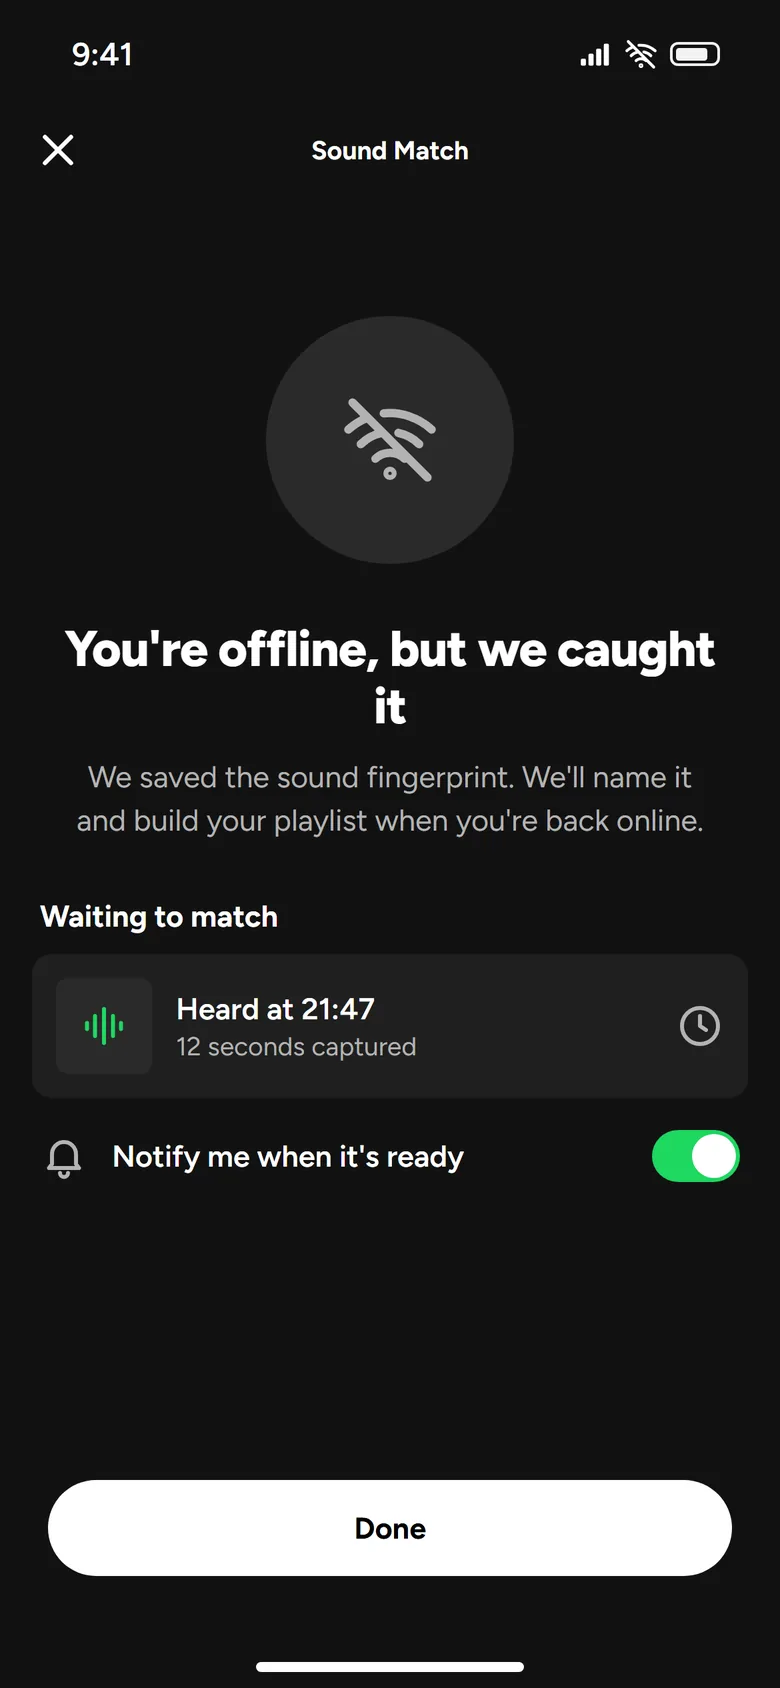 9:41
Sound Match
You're offline, but we caught
it
We saved the sound fingerprint. We'll name it
and build your playlist when you're back online.
Waiting to match
Heard at 21:47
12 seconds captured
Notify me when it's ready
Done